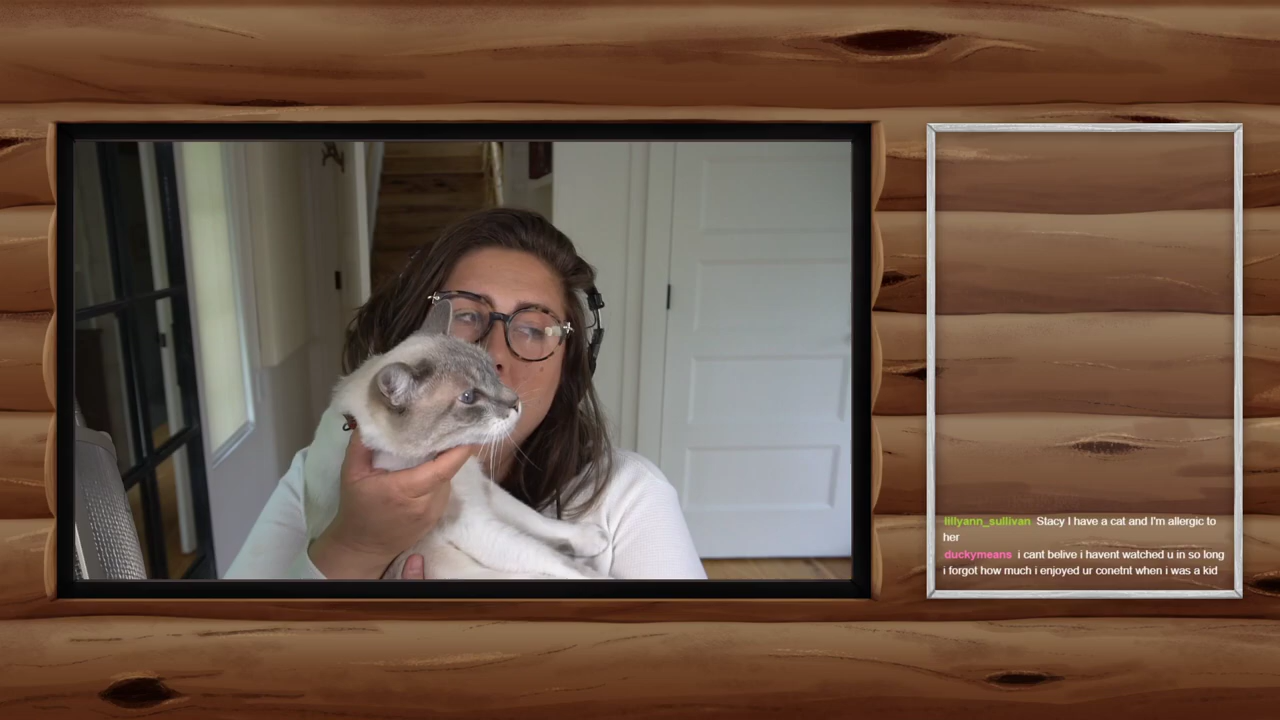 lillyann_sullivan Stacy I have a cat and I'm allergic to
her
duckymeans i cant belive i havent watched u in so long
i forgot how much i enjoyed ur conetnt when i was a kid